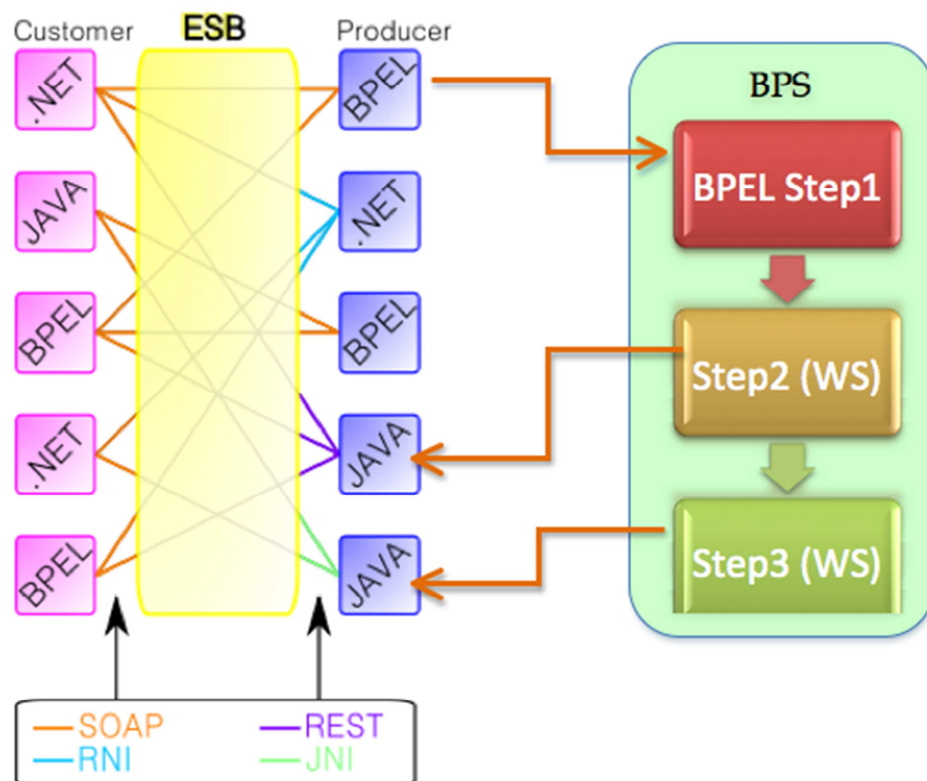 Customer
ESB
Producer
.NET
JAVA
BPEL
.NET
BPEL
BPEL
.NET
BPEL
JAVA
JAVA
BPS
BPEL Step1
Step2 (WS)
Step3 (WS)
SOAP
REST
RNI
JNI